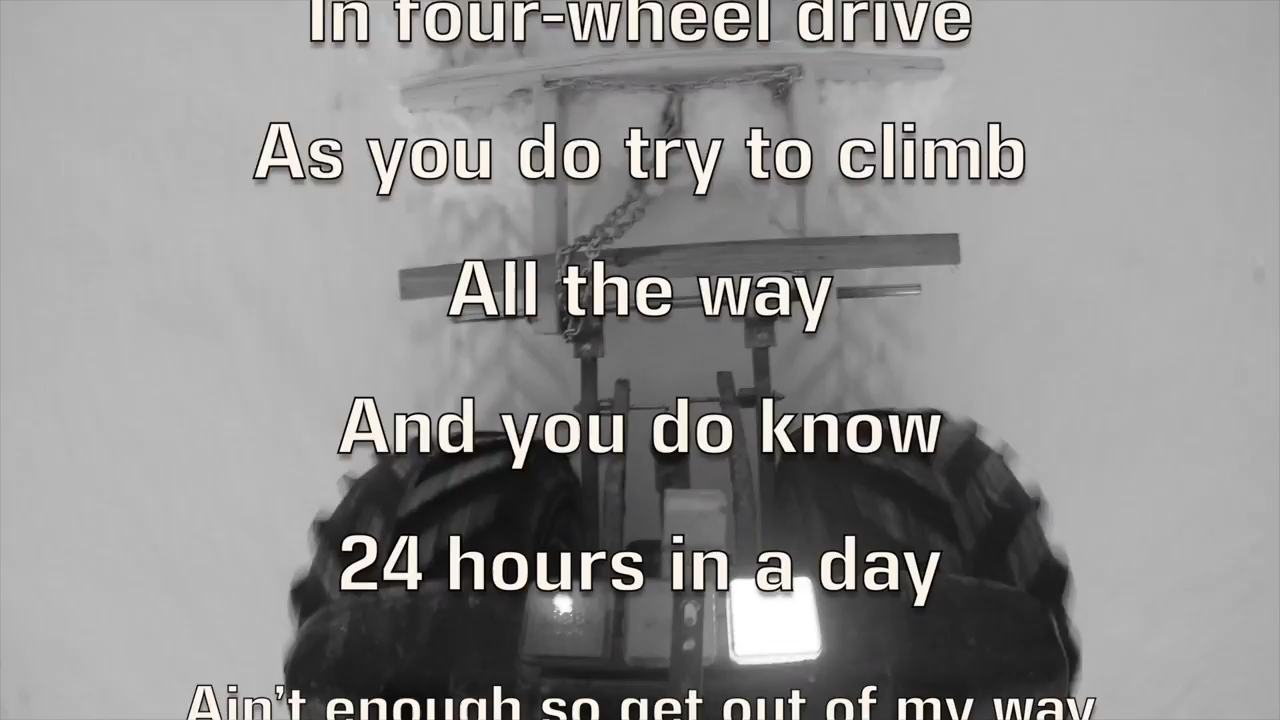 In four-wheel drive
As you do try to climb
All the way
And you do know
24 hours in a day
Ain't enough so get out of my way